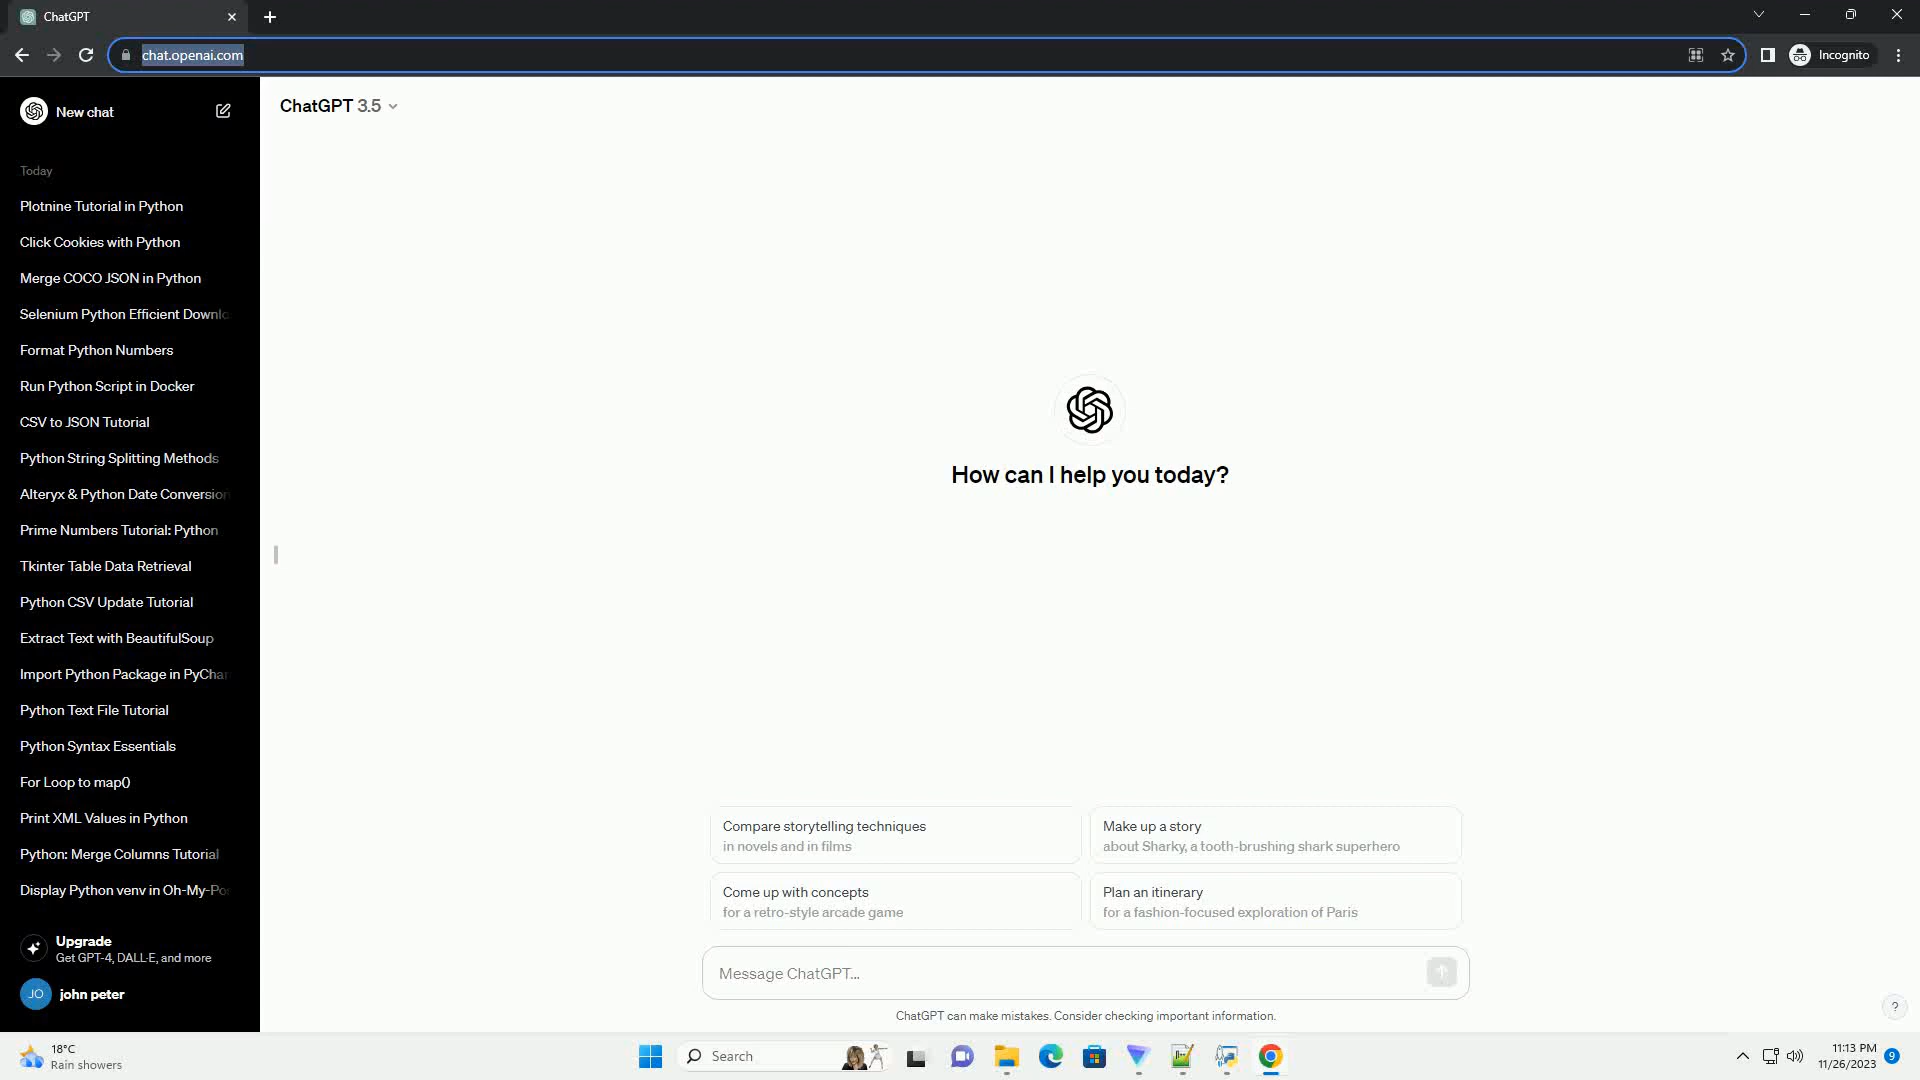 ChatGPT
chat.openai.com
Incognito
New chat
ChatGPT 3.5
Today
Plotnine Tutorial in Python
Click Cookies with Python
Merge COCO JSON in Python
Selenium Python Efficient Downlo
Format Python Numbers
Run Python Script in Docker
CSV to JSON Tutorial
Python String Splitting Methods
Alteryx & Python Date Conversion
Prime Numbers Tutorial: Python
Tkinter Table Data Retrieval
Python CSV Update Tutorial
Extract Text with BeautifulSoup
Import Python Package in PyChar
Python Text File Tutorial
Python Syntax Essentials
For Loop to map()
Print XML Values in Python
Python: Merge Columns Tutorial
Display Python venv in Oh-My-Pos
Upgrade
Get GPT-4, DALL·E, and more
JO
john peter
How can I help you today?
Compare storytelling techniques
in novels and in films
Make up a story
about Sharky, a tooth-brushing shark superhero
Come up with concepts
for a retro-style arcade game
Plan an itinerary
for a fashion-focused exploration of Paris
Message ChatGPT...
ChatGPT can make mistakes. Consider checking important information.
?
18°C
Rain showers
Search
11:13 PM
11/26/2023
9